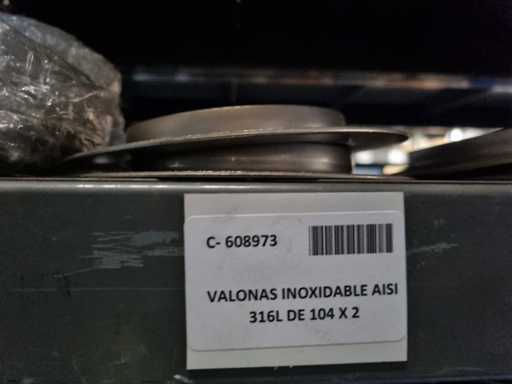 C- 608973
VALONAS INOXIDABLE AISI
316L DE 104 X 2